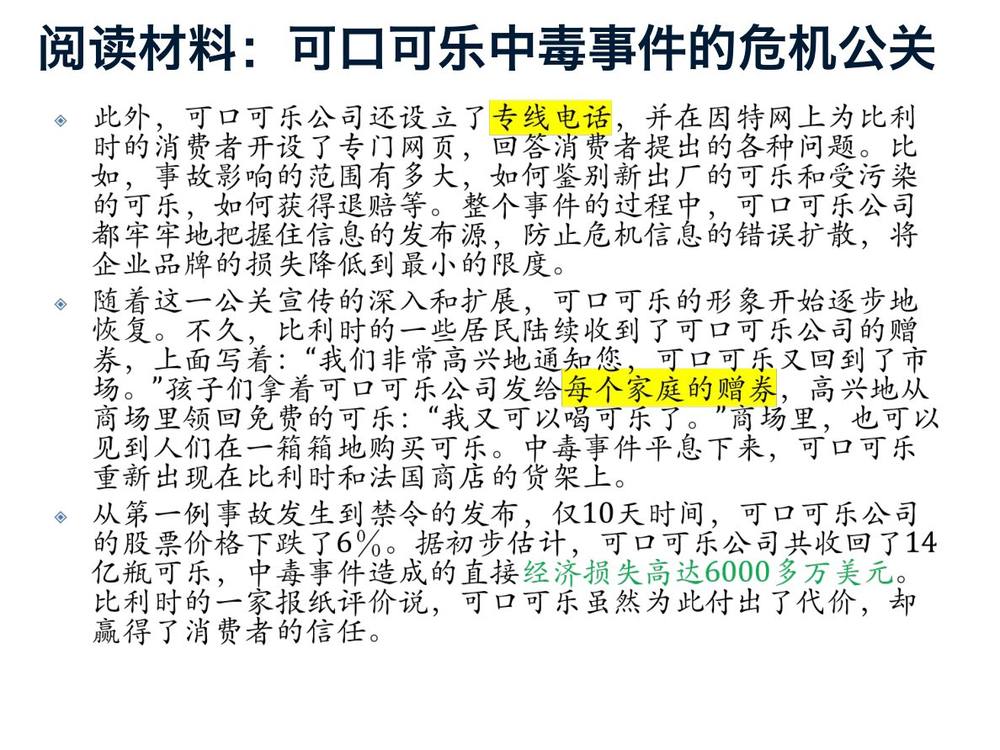 阅读材料：可口可乐中毒事件的危机公关
此外，可口可乐公司还设立了专线电话，并在因特网上为比利
时的消费者开设了专门网页，回答消费者提出的各种问题。比
如，事故影响的范围有多大，如何鉴别新出厂的可乐和受污染
的可乐，如何获得退赔等。整个事件的过程中，可口可乐公司
都牢牢地把握住信息的发布源，防止危机信息的错误扩散，将
企业品牌的损失降低到最小的限度。
随着这一公关宣传的深入和扩展，可口可乐的形象开始逐步地
恢复。不久，比利时的一些居民陆续收到了可口可乐公司的赠
券，上面写着：“我们非常高兴地通知您，可口可乐又回到了市
场。”孩子们拿着可口可乐公司发给每个家庭的赠券，高兴地从
商场里领回免费的可乐：“我又可以喝可乐了。”商场里，也可以
见到人们在一箱箱地购买可乐。中毒事件平息下来，可口可乐
重新出现在比利时和法国商店的货架上。
从第一例事故发生到禁令的发布，仅10天时间，可口可乐公司
的股票价格下跌了6%。据初步估计，可口可乐公司共收回了14
亿瓶可乐，中毒事件造成的直接经济损失高达6000多万美元。
比利时的一家报纸评价说，可口可乐虽然为此付出了代价，却
赢得了消费者的信任。